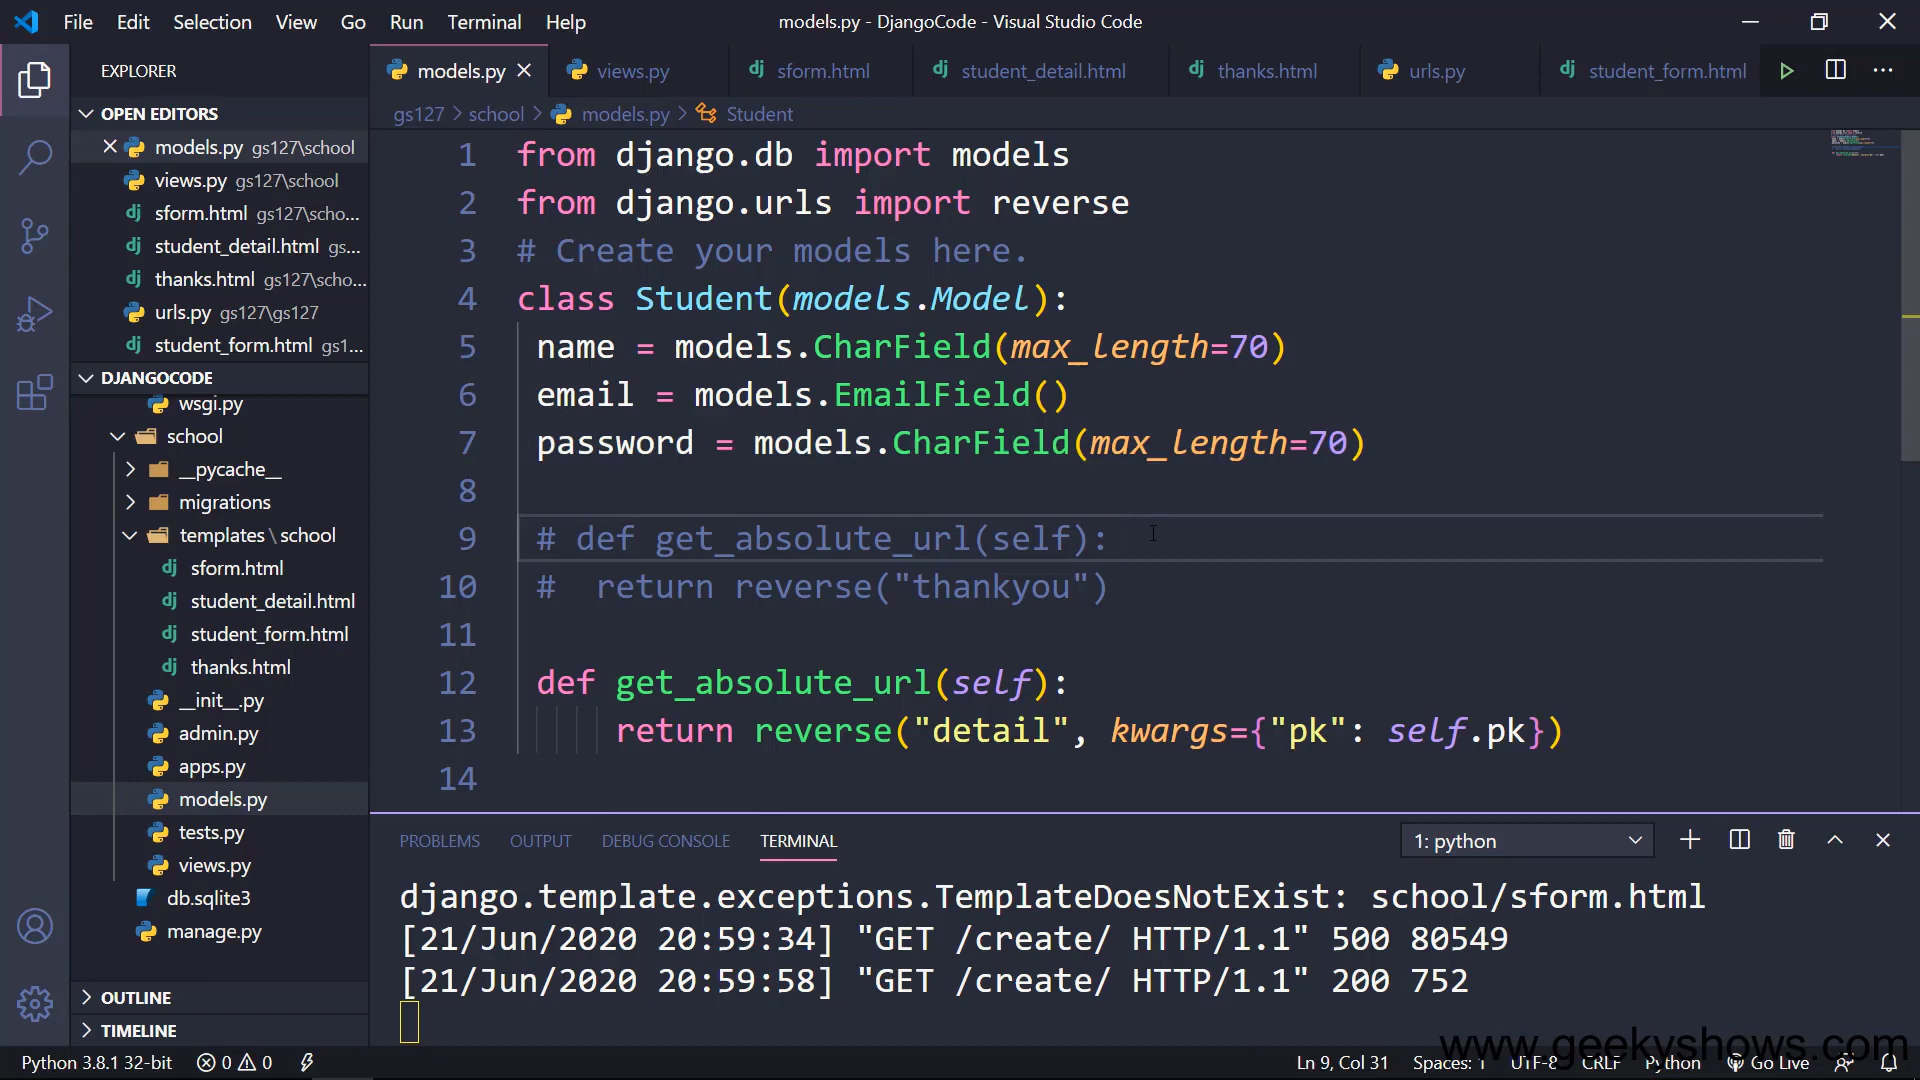 File Edit Selection View Go Run Terminal Help
models.py - DjangoCode - Visual Studio Code
EXPLORER
OPEN EDITORS
models.py gs127\school
views.py gs127\school
sform.html gs127\scho...
student_detail.html gs...
thanks.html gs127\scho...
urls.py gs127\gs127
student_form.html gs1...
DJANGOCODE
wsgi.py
school
__pycache__
migrations
templates \ school
sform.html
student_detail.html
student_form.html
thanks.html
__init__.py
admin.py
apps.py
models.py
tests.py
views.py
db.sqlite3
manage.py
OUTLINE
TIMELINE
models.py views.py sform.html student_detail.html thanks.html urls.py student_form.html
gs127 > school > models.py > Student
1 from django.db import models
2 from django.urls import reverse
3 # Create your models here.
4 class Student(models.Model):
5 name = models.CharField(max_length=70)
6 email = models.EmailField()
7 password = models.CharField(max_length=70)
8
9 # def get_absolute_url(self):
10 #  return reverse("thankyou")
11
12 def get_absolute_url(self):
13 return reverse("detail", kwargs={"pk": self.pk})
14
PROBLEMS OUTPUT DEBUG CONSOLE TERMINAL
1: python
django.template.exceptions.TemplateDoesNotExist: school/sform.html
[21/Jun/2020 20:59:34] "GET /create/ HTTP/1.1" 500 80549
[21/Jun/2020 20:59:58] "GET /create/ HTTP/1.1" 200 752
www.geekyshows.com
Python 3.8.1 32-bit 0 0 Ln 9, Col 31 Spaces: 1 UTF-8 CRLF Python Go Live